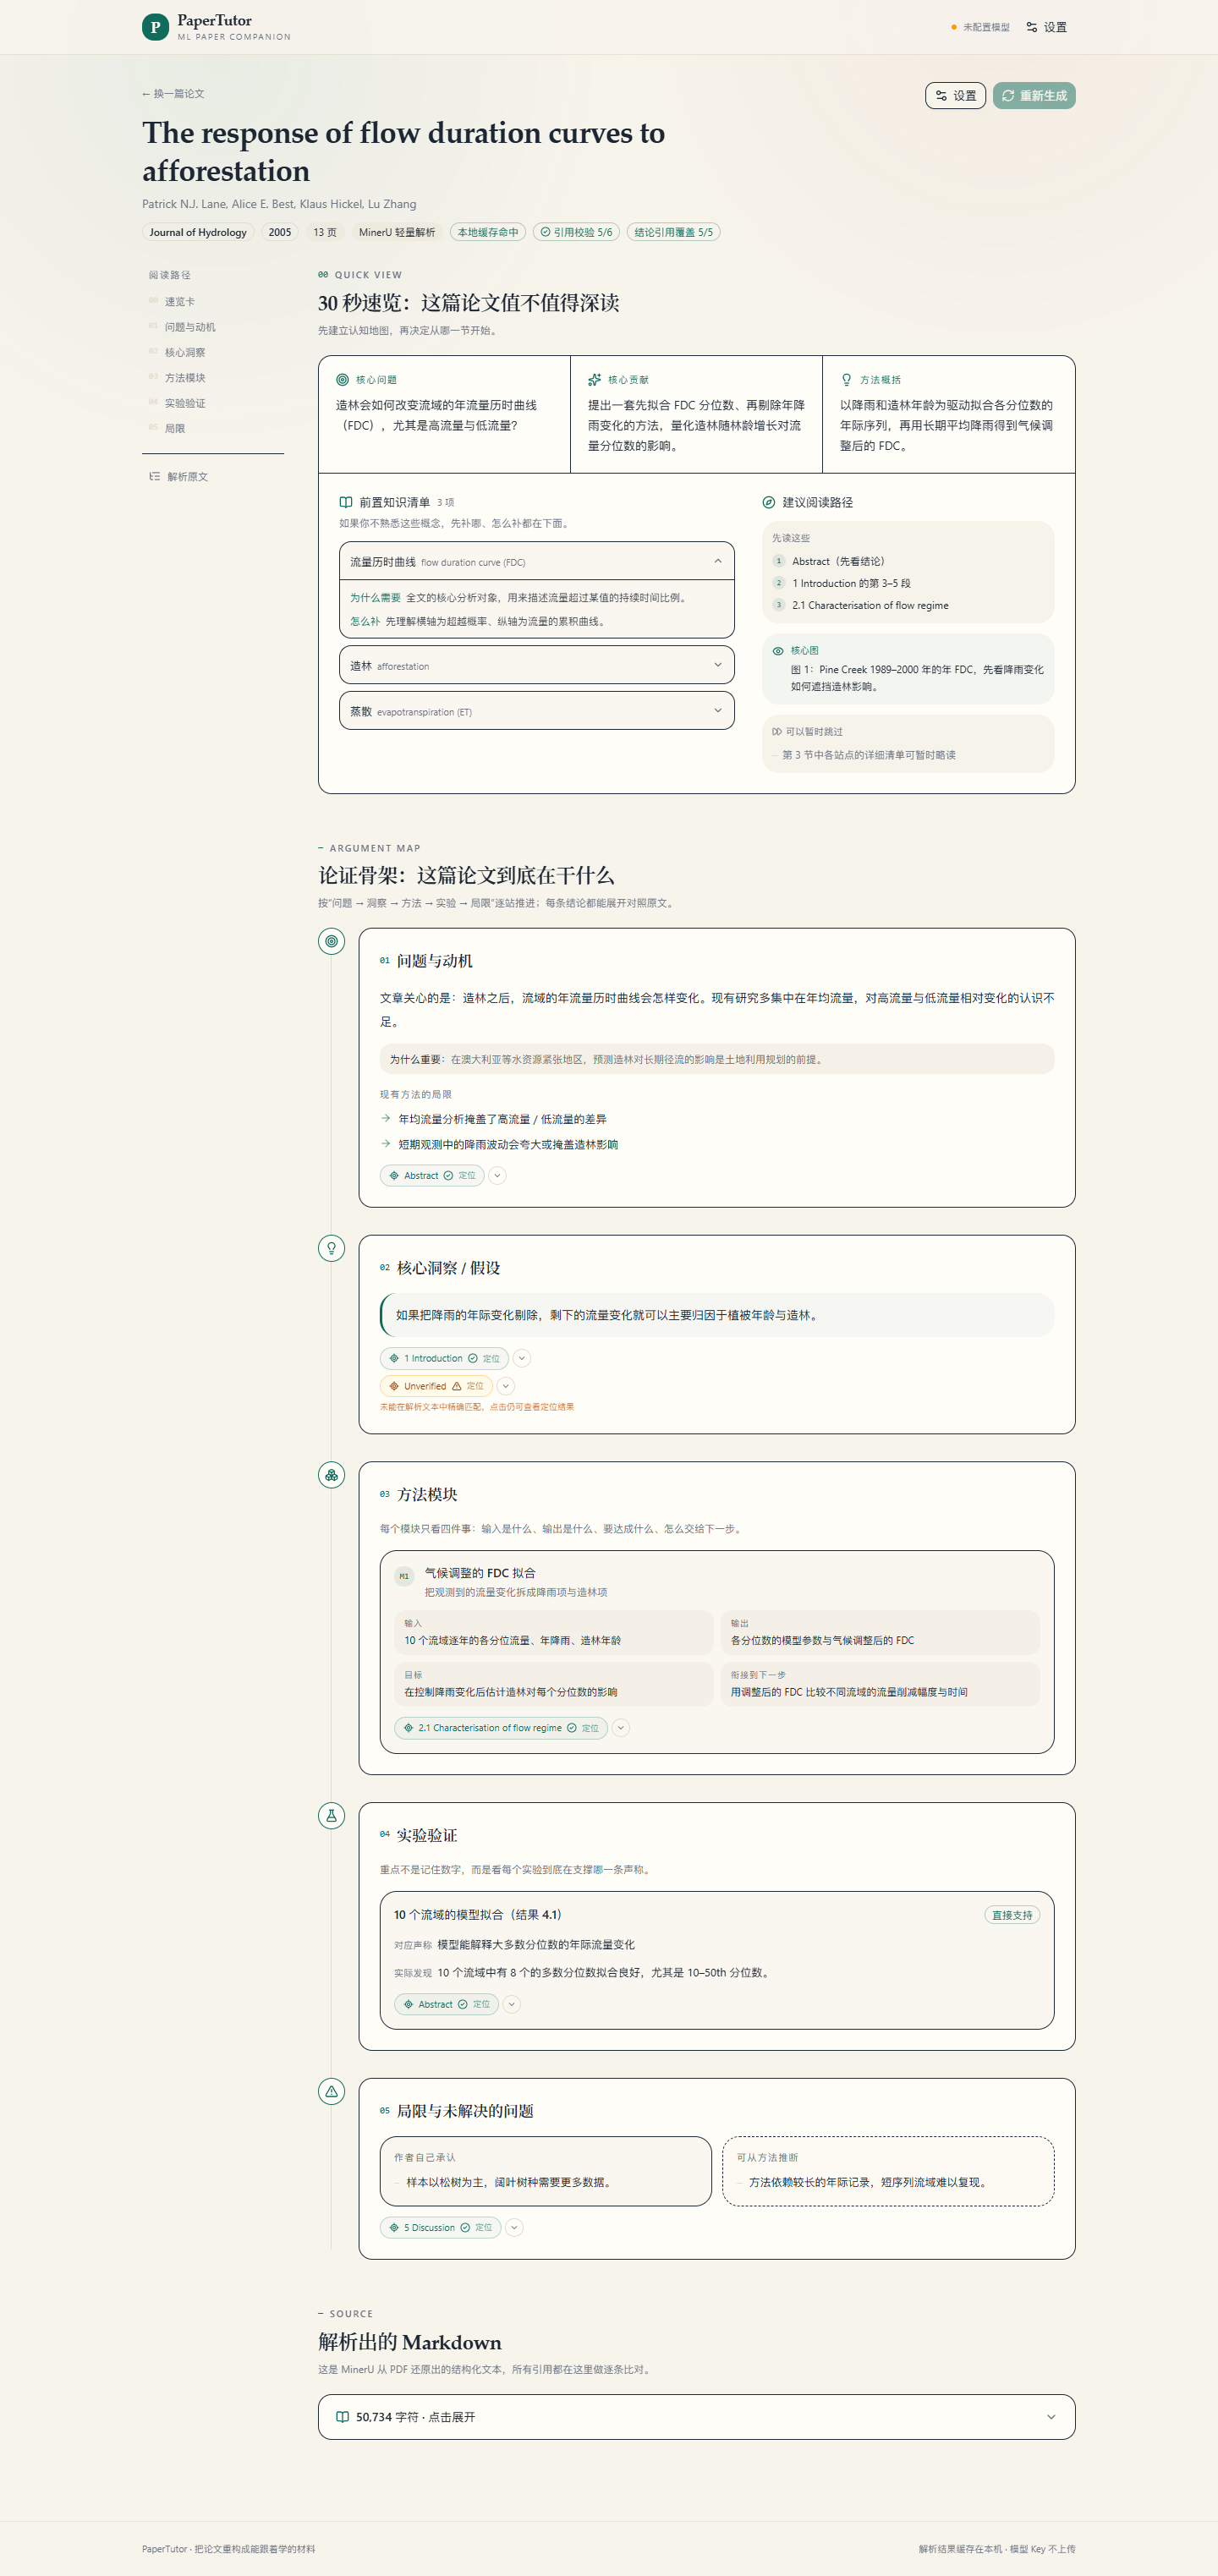 P
PaperTutor
ML PAPER COMPANION
未配置模型
设置
← 换一篇论文
设置
重新生成
The response of flow duration curves to
afforestation
Patrick N.J. Lane, Alice E. Best, Klaus Hickel, Lu Zhang
Journal of Hydrology 2005 13 页 MinerU 轻量解析 本地缓存命中 引用校验 5/6 结论引用覆盖 5/5
阅读路径
00 速览卡
01 问题与动机
02 核心洞察
03 方法模块
04 实验验证
05 局限
解析原文
00 QUICK VIEW
30 秒速览：这篇论文值不值得深读
先建立认知地图，再决定从哪一节开始。
核心问题
造林会如何改变流域的年流量历时曲线
（FDC），尤其是高流量与低流量？
核心贡献
提出一套先拟合 FDC 分位数、再剔除年降
雨变化的方法，量化造林随林龄增长对流
量分位数的影响。
方法概括
以降雨和造林年龄为驱动拟合各分位数的
年际序列，再用长期平均降雨得到气候调
整后的 FDC。
前置知识清单 3 项
如果你不熟悉这些概念，先补哪、怎么补都在下面。
流量历时曲线 flow duration curve (FDC)
为什么需要 全文的核心分析对象，用来描述流量超过某值的持续时间比例。
怎么补 先理解横轴为超越概率、纵轴为流量的累积曲线。
造林 afforestation
蒸散 evapotranspiration (ET)
建议阅读路径
先读这些
1 Abstract（先看结论）
2 1 Introduction 的第 3–5 段
3 2.1 Characterisation of flow regime
核心图
图 1：Pine Creek 1989–2000 年的年 FDC，先看降雨变化
如何遮挡造林影响。
可以暂时跳过
– 第 3 节中各站点的详细清单可暂时略读
— ARGUMENT MAP
论证骨架：这篇论文到底在干什么
按“问题 → 洞察 → 方法 → 实验 → 局限”逐站推进；每条结论都能展开对照原文。
01 问题与动机
文章关心的是：造林之后，流域的年流量历时曲线会怎样变化。现有研究多集中在年均流量，对高流量与低流量相对变化的认识不
足。
为什么重要：在澳大利亚等水资源紧张地区，预测造林对长期径流的影响是土地利用规划的前提。
现有方法的局限
→ 年均流量分析掩盖了高流量 / 低流量的差异
→ 短期观测中的降雨波动会夸大或掩盖造林影响
Abstract 定位
02 核心洞察 / 假设
如果把降雨的年际变化剔除，剩下的流量变化就可以主要归因于植被年龄与造林。
1 Introduction 定位
Unverified 定位
未能在解析文本中精确匹配，点击仍可查看定位结果
03 方法模块
每个模块只看四件事：输入是什么、输出是什么、要达成什么、怎么交给下一步。
M1 气候调整的 FDC 拟合
把观测到的流量变化拆成降雨项与造林项
输入
10 个流域逐年的各分位流量、年降雨、造林年龄
输出
各分位数的模型参数与气候调整后的 FDC
目标
在控制降雨变化后估计造林对每个分位数的影响
衔接到下一步
用调整后的 FDC 比较不同流域的流量削减幅度与时间
2.1 Characterisation of flow regime 定位
04 实验验证
重点不是记住数字，而是看每个实验到底在支撑哪一条声称。
10 个流域的模型拟合（结果 4.1）
直接支持
对应声称 模型能解释大多数分位数的年际流量变化
实际发现 10 个流域中有 8 个的多数分位数拟合良好，尤其是 10–50th 分位数。
Abstract 定位
05 局限与未解决的问题
作者自己承认
– 样本以松树为主，阔叶树种需要更多数据。
可从方法推断
– 方法依赖较长的年际记录，短序列流域难以复现。
5 Discussion 定位
— SOURCE
解析出的 Markdown
这是 MinerU 从 PDF 还原出的结构化文本，所有引用都在这里做逐条比对。
50,734 字符 · 点击展开
PaperTutor · 把论文重构成能跟着学的材料
解析结果缓存在本机 · 模型 Key 不上传